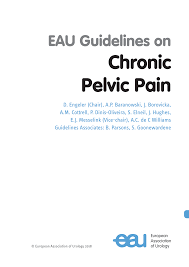 EAU Guidelines on
Chronic
Pelvic Pain
D. Engeler (Chair), A.P. Baranowski, J. Borovicka,
A.M. Cottrell, P. Dinis-Oliveira, S. Elneil, J. Hughes,
E.J. Messelink (Vice-chair), A.C. de C Williams
Guidelines Associates: B. Parsons, S. Goonewardene
eau
European
Association
of Urology
© European Association of Urology